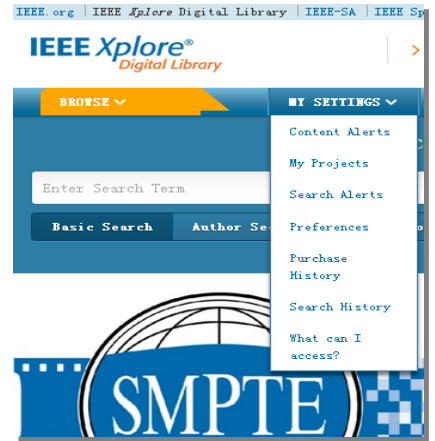 IEEE.org | IEEE Xplore Digital Library | IEEE-SA | IEEE Sp
IEEE Xplore®
Digital Library
BROWSE
MY SETTINGS
Content Alerts
My Projects
Enter Search Term
Search Alerts
Basic Search
Author Se
Preferences
Purchase
History
Search History
What can I
access?
SMPTE